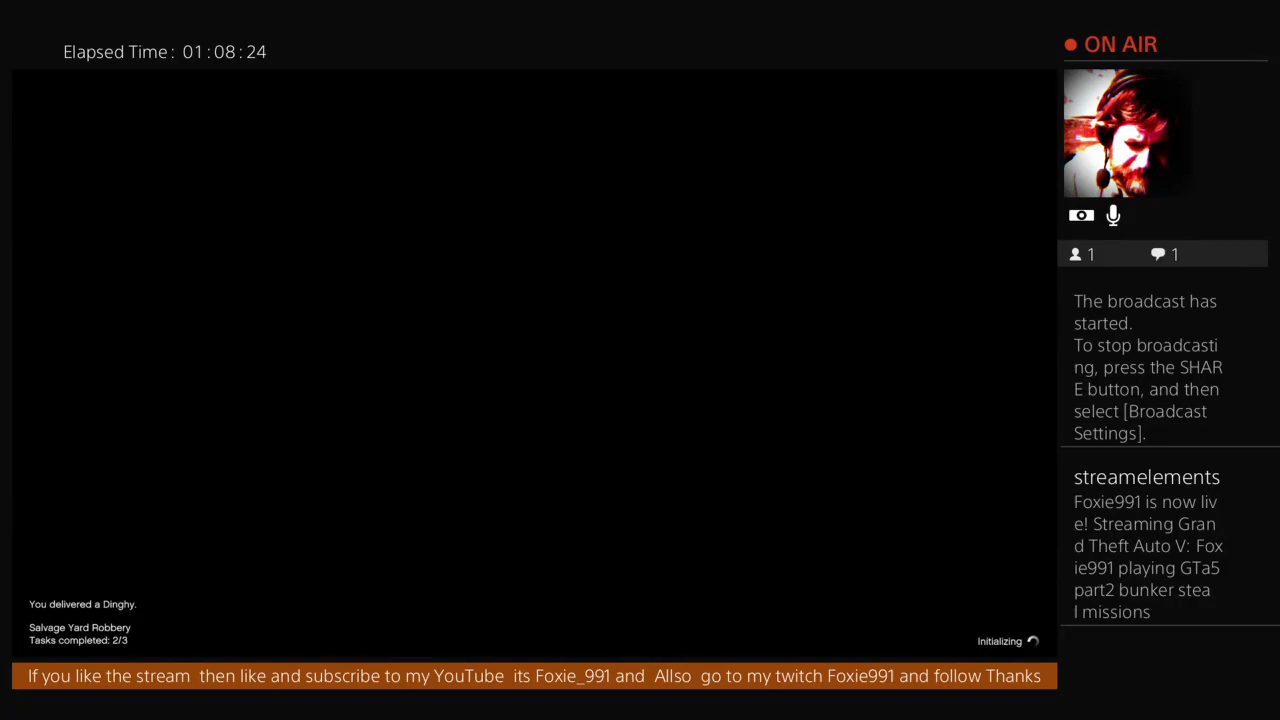 Elapsed Time: 01:08:24
ON AIR
1
1
The broadcast has
started.
To stop broadcasti
ng, press the SHAR
E button, and then
select [Broadcast
Settings].
streamelements
Foxie991 is now liv
e! Streaming Gran
d Theft Auto V: Fox
ie991 playing GTa5
part2 bunker stea
l missions
You delivered a Dinghy.
Salvage Yard Robbery
Tasks completed: 2/3
Initializing
If you like the stream then like and subscribe to my YouTube its Foxie_991 and Allso go to my twitch Foxie991 and follow Thanks